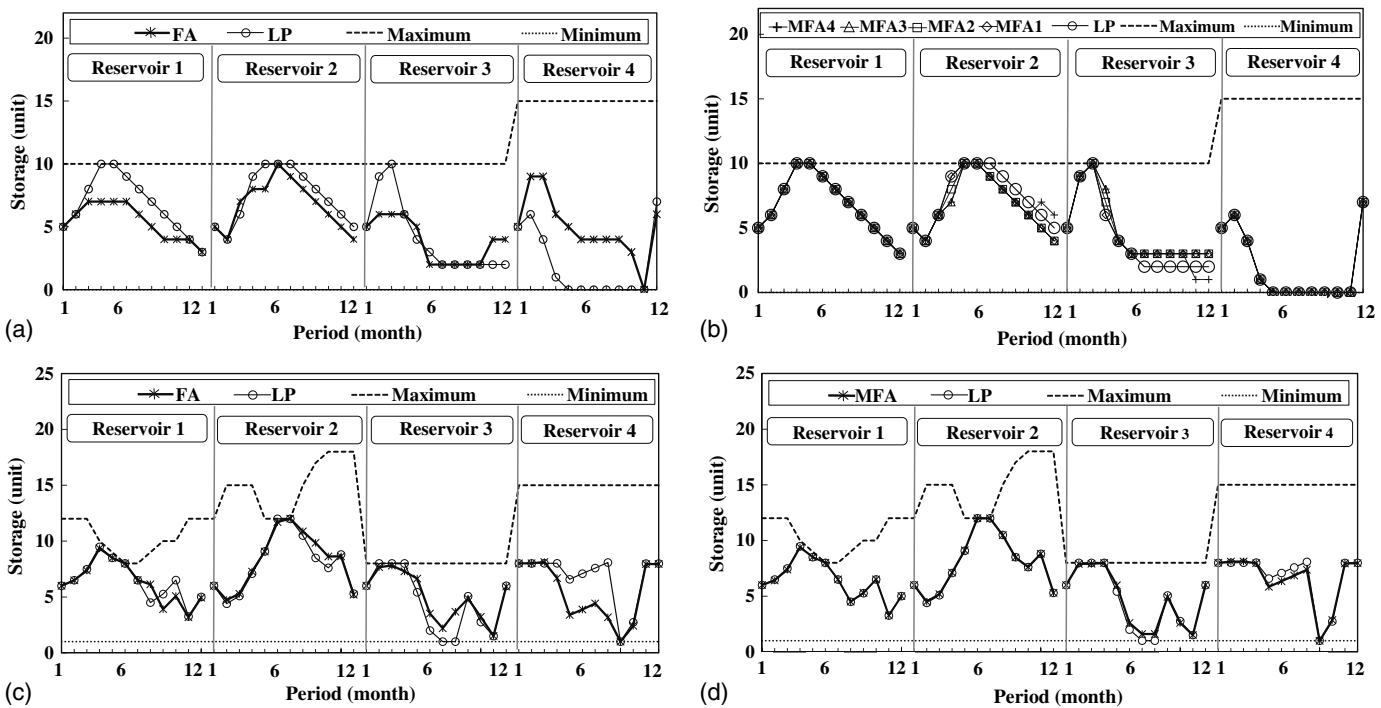 FA LP Maximum Minimum
Reservoir 1 Reservoir 2 Reservoir 3 Reservoir 4
Storage (unit)
20
15
10
5
0
1 6 12 1 6 12 1 6 12 1 6 12
Period (month)
(a)
MFA4 MFA3 MFA2 MFA1 LP Maximum Minimum
Reservoir 1 Reservoir 2 Reservoir 3 Reservoir 4
Storage (unit)
20
15
10
5
0
1 6 12 1 6 12 1 6 12 1 6 12
Period (month)
(b)
FA LP Maximum Minimum
Reservoir 1 Reservoir 2 Reservoir 3 Reservoir 4
Storage (unit)
25
20
15
10
5
0
1 6 12 1 6 12 1 6 12 1 6 12
Period (month)
(c)
MFA LP Maximum Minimum
Reservoir 1 Reservoir 2 Reservoir 3 Reservoir 4
Storage (unit)
25
20
15
10
5
0
1 6 12 1 6 12 1 6 12 1 6 12
Period (month)
(d)